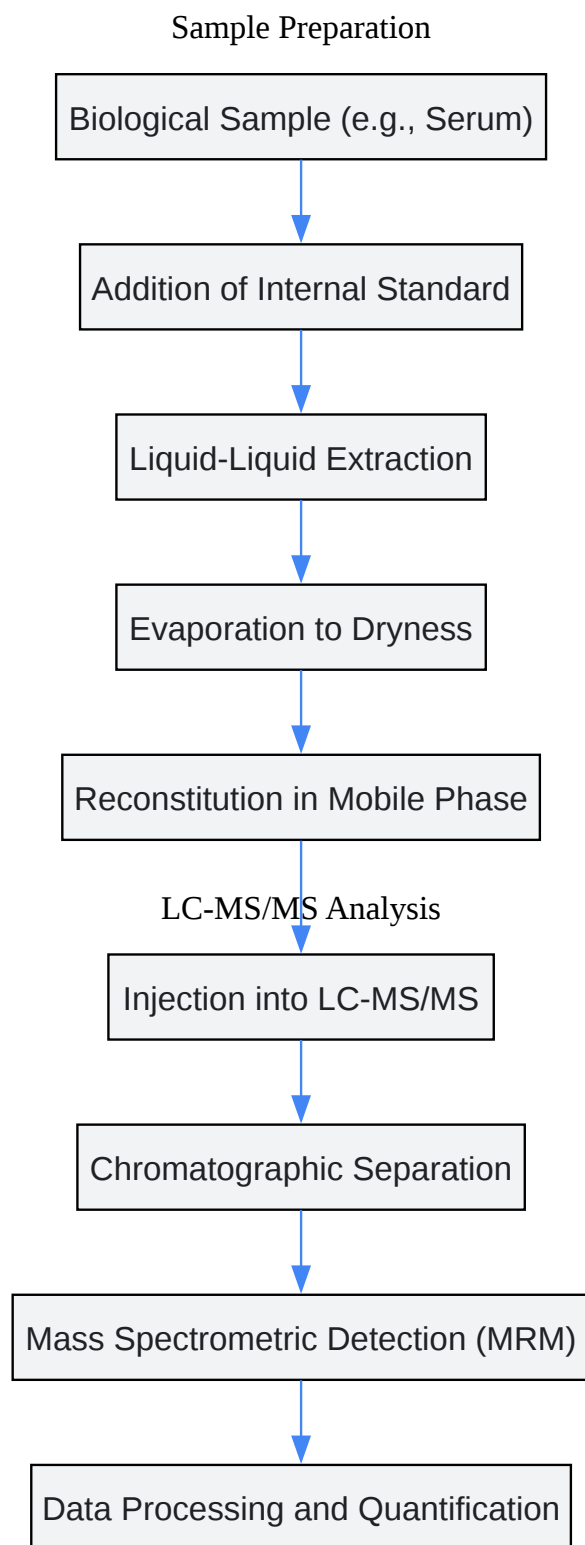 Sample Preparation
Biological Sample (e.g., Serum)
Addition of Internal Standard
Liquid-Liquid Extraction
Evaporation to Dryness
Reconstitution in Mobile Phase
LC-MS/MS Analysis
Injection into LC-MS/MS
Chromatographic Separation
Mass Spectrometric Detection (MRM)
Data Processing and Quantification